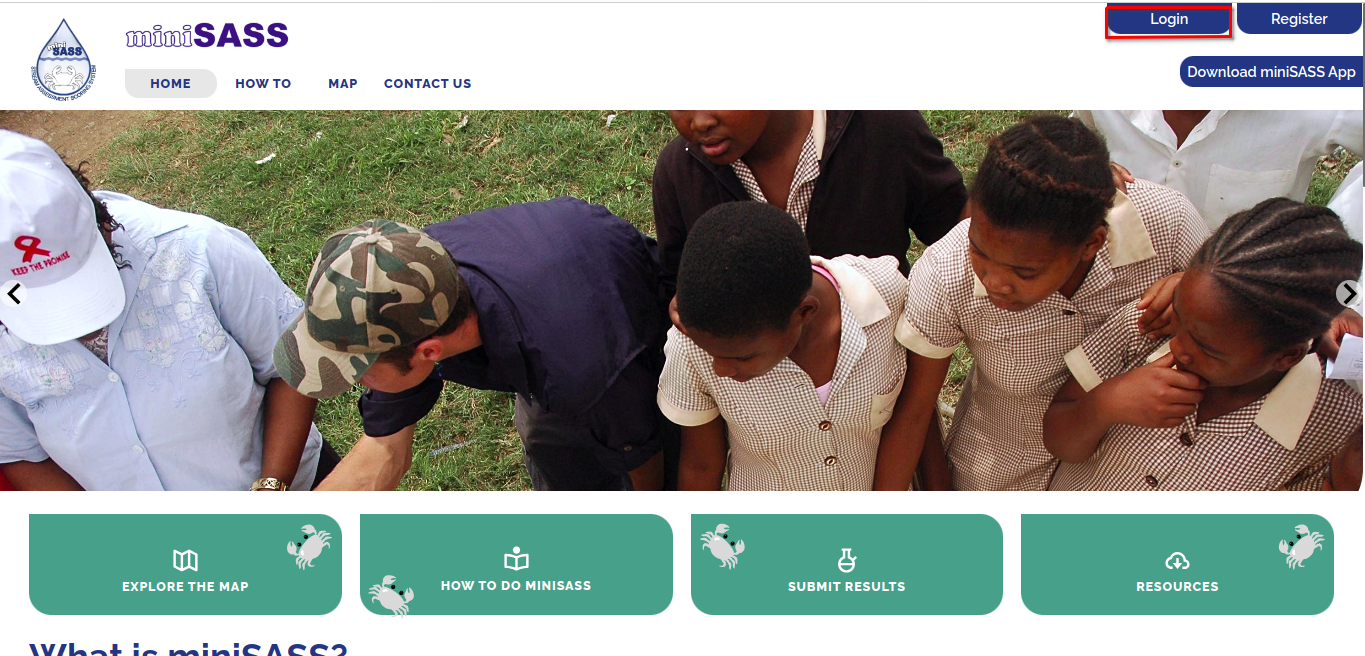 Login
Register
mini SASS
STREAM ASSESSMENT SCORING SYSTEM
miniSASS
HOME
HOW TO
MAP
CONTACT US
Download miniSASS App
KEEP THE PROMISE
EXPLORE THE MAP
HOW TO DO MINISASS
SUBMIT RESULTS
RESOURCES
What is miniSASS?